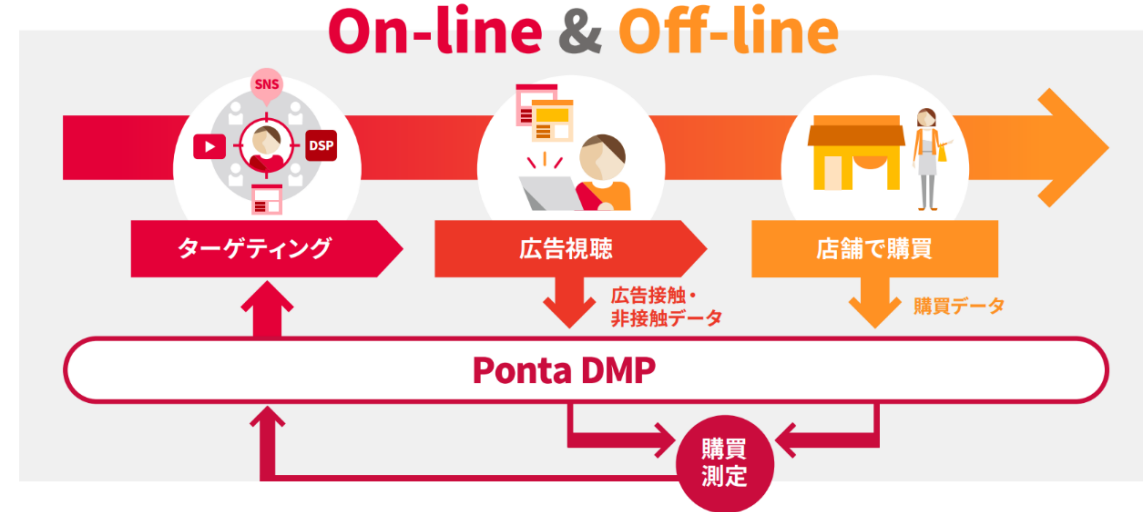 On-line & Off-line
SNS
DSP
ターゲティング
広告視聴
店舗で購買
広告接触・
非接触データ
購買データ
Ponta DMP
購買
測定